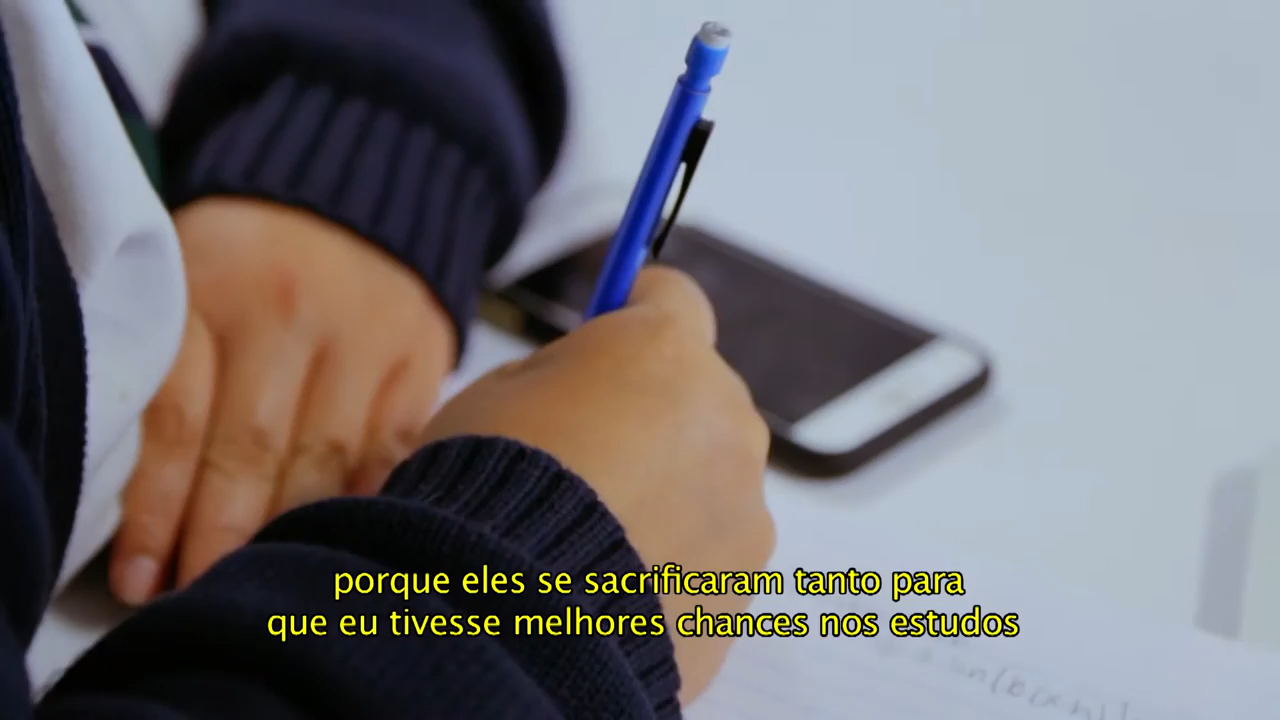 porque eles se sacrificaram tanto para
que eu tivesse melhores chances nos estudos